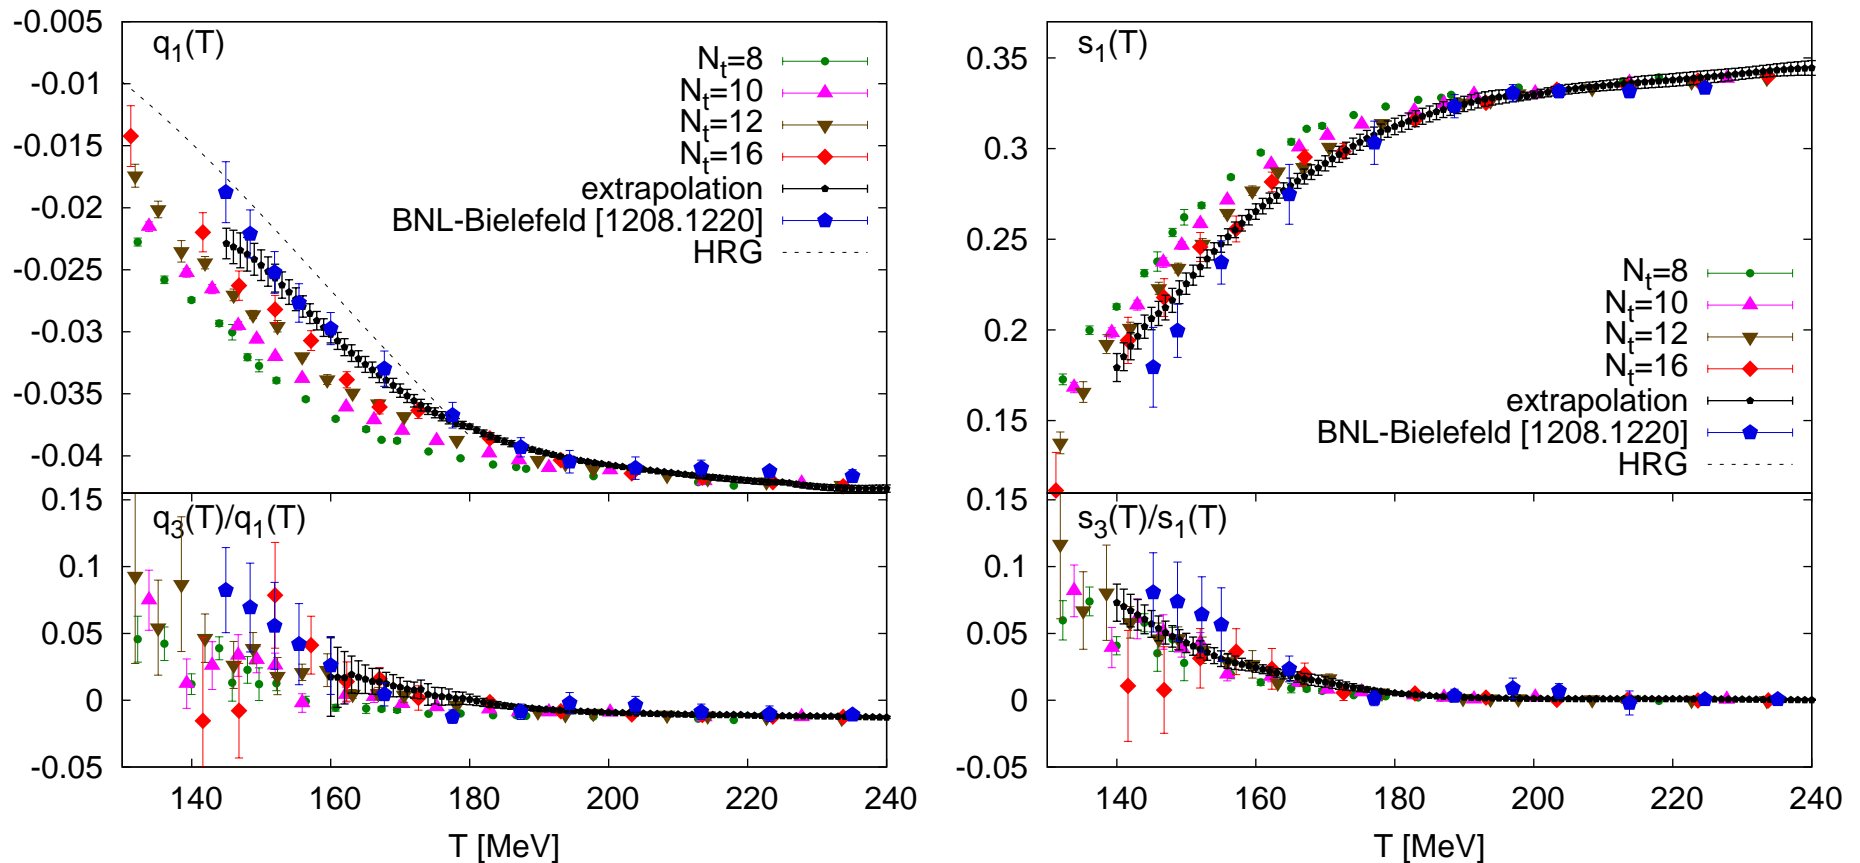 -0.005
-0.01
-0.015
-0.02
-0.025
-0.03
-0.035
-0.04
q1(T)
Nt=8
Nt=10
Nt=12
Nt=16
extrapolation
BNL-Bielefeld [1208.1220]
HRG
0.15
0.1
0.05
0
-0.05
q3(T)/q1(T)
140 160 180 200 220 240
T [MeV]
0.35
0.3
0.25
0.2
0.15
s1(T)
Nt=8
Nt=10
Nt=12
Nt=16
extrapolation
BNL-Bielefeld [1208.1220]
HRG
0.15
0.1
0.05
0
-0.05
s3(T)/s1(T)
140 160 180 200 220 240
T [MeV]